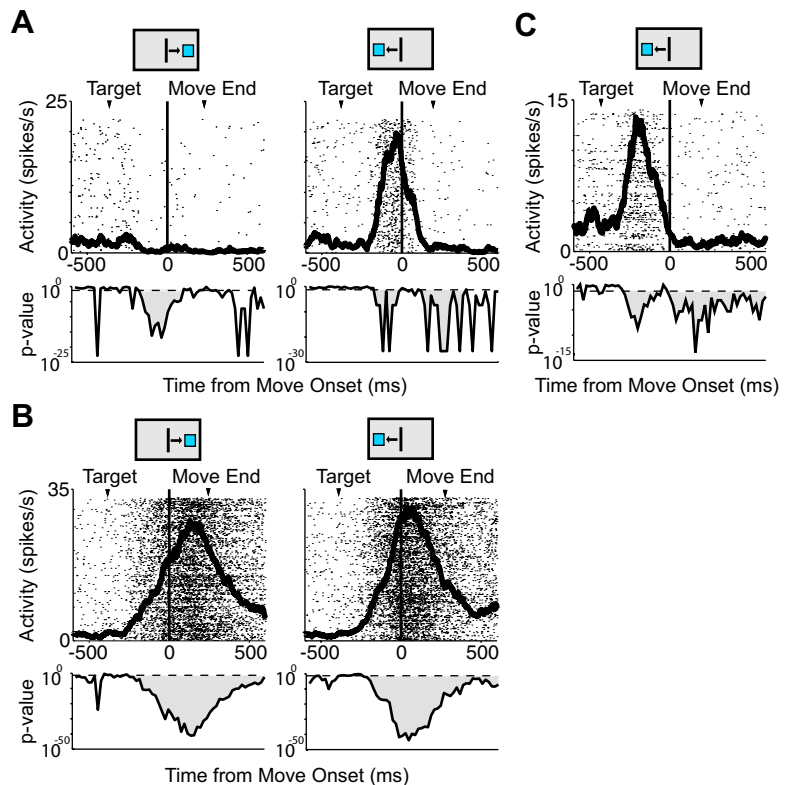 A
C
Target Move End
Target Move End
Target Move End
25
Activity (spikes/s)
0
-500 0 500
-500 0 500
15
0
-500 0 500
p-value
10^0
10^-25
10^0
10^-30
p-value
10^0
10^-15
Activity (spikes/s)
Time from Move Onset (ms)
Time from Move Onset (ms)
B
Target Move End
Target Move End
35
Activity (spikes/s)
0
-500 0 500
-500 0 500
p-value
10^0
10^-50
10^0
10^-50
Time from Move Onset (ms)